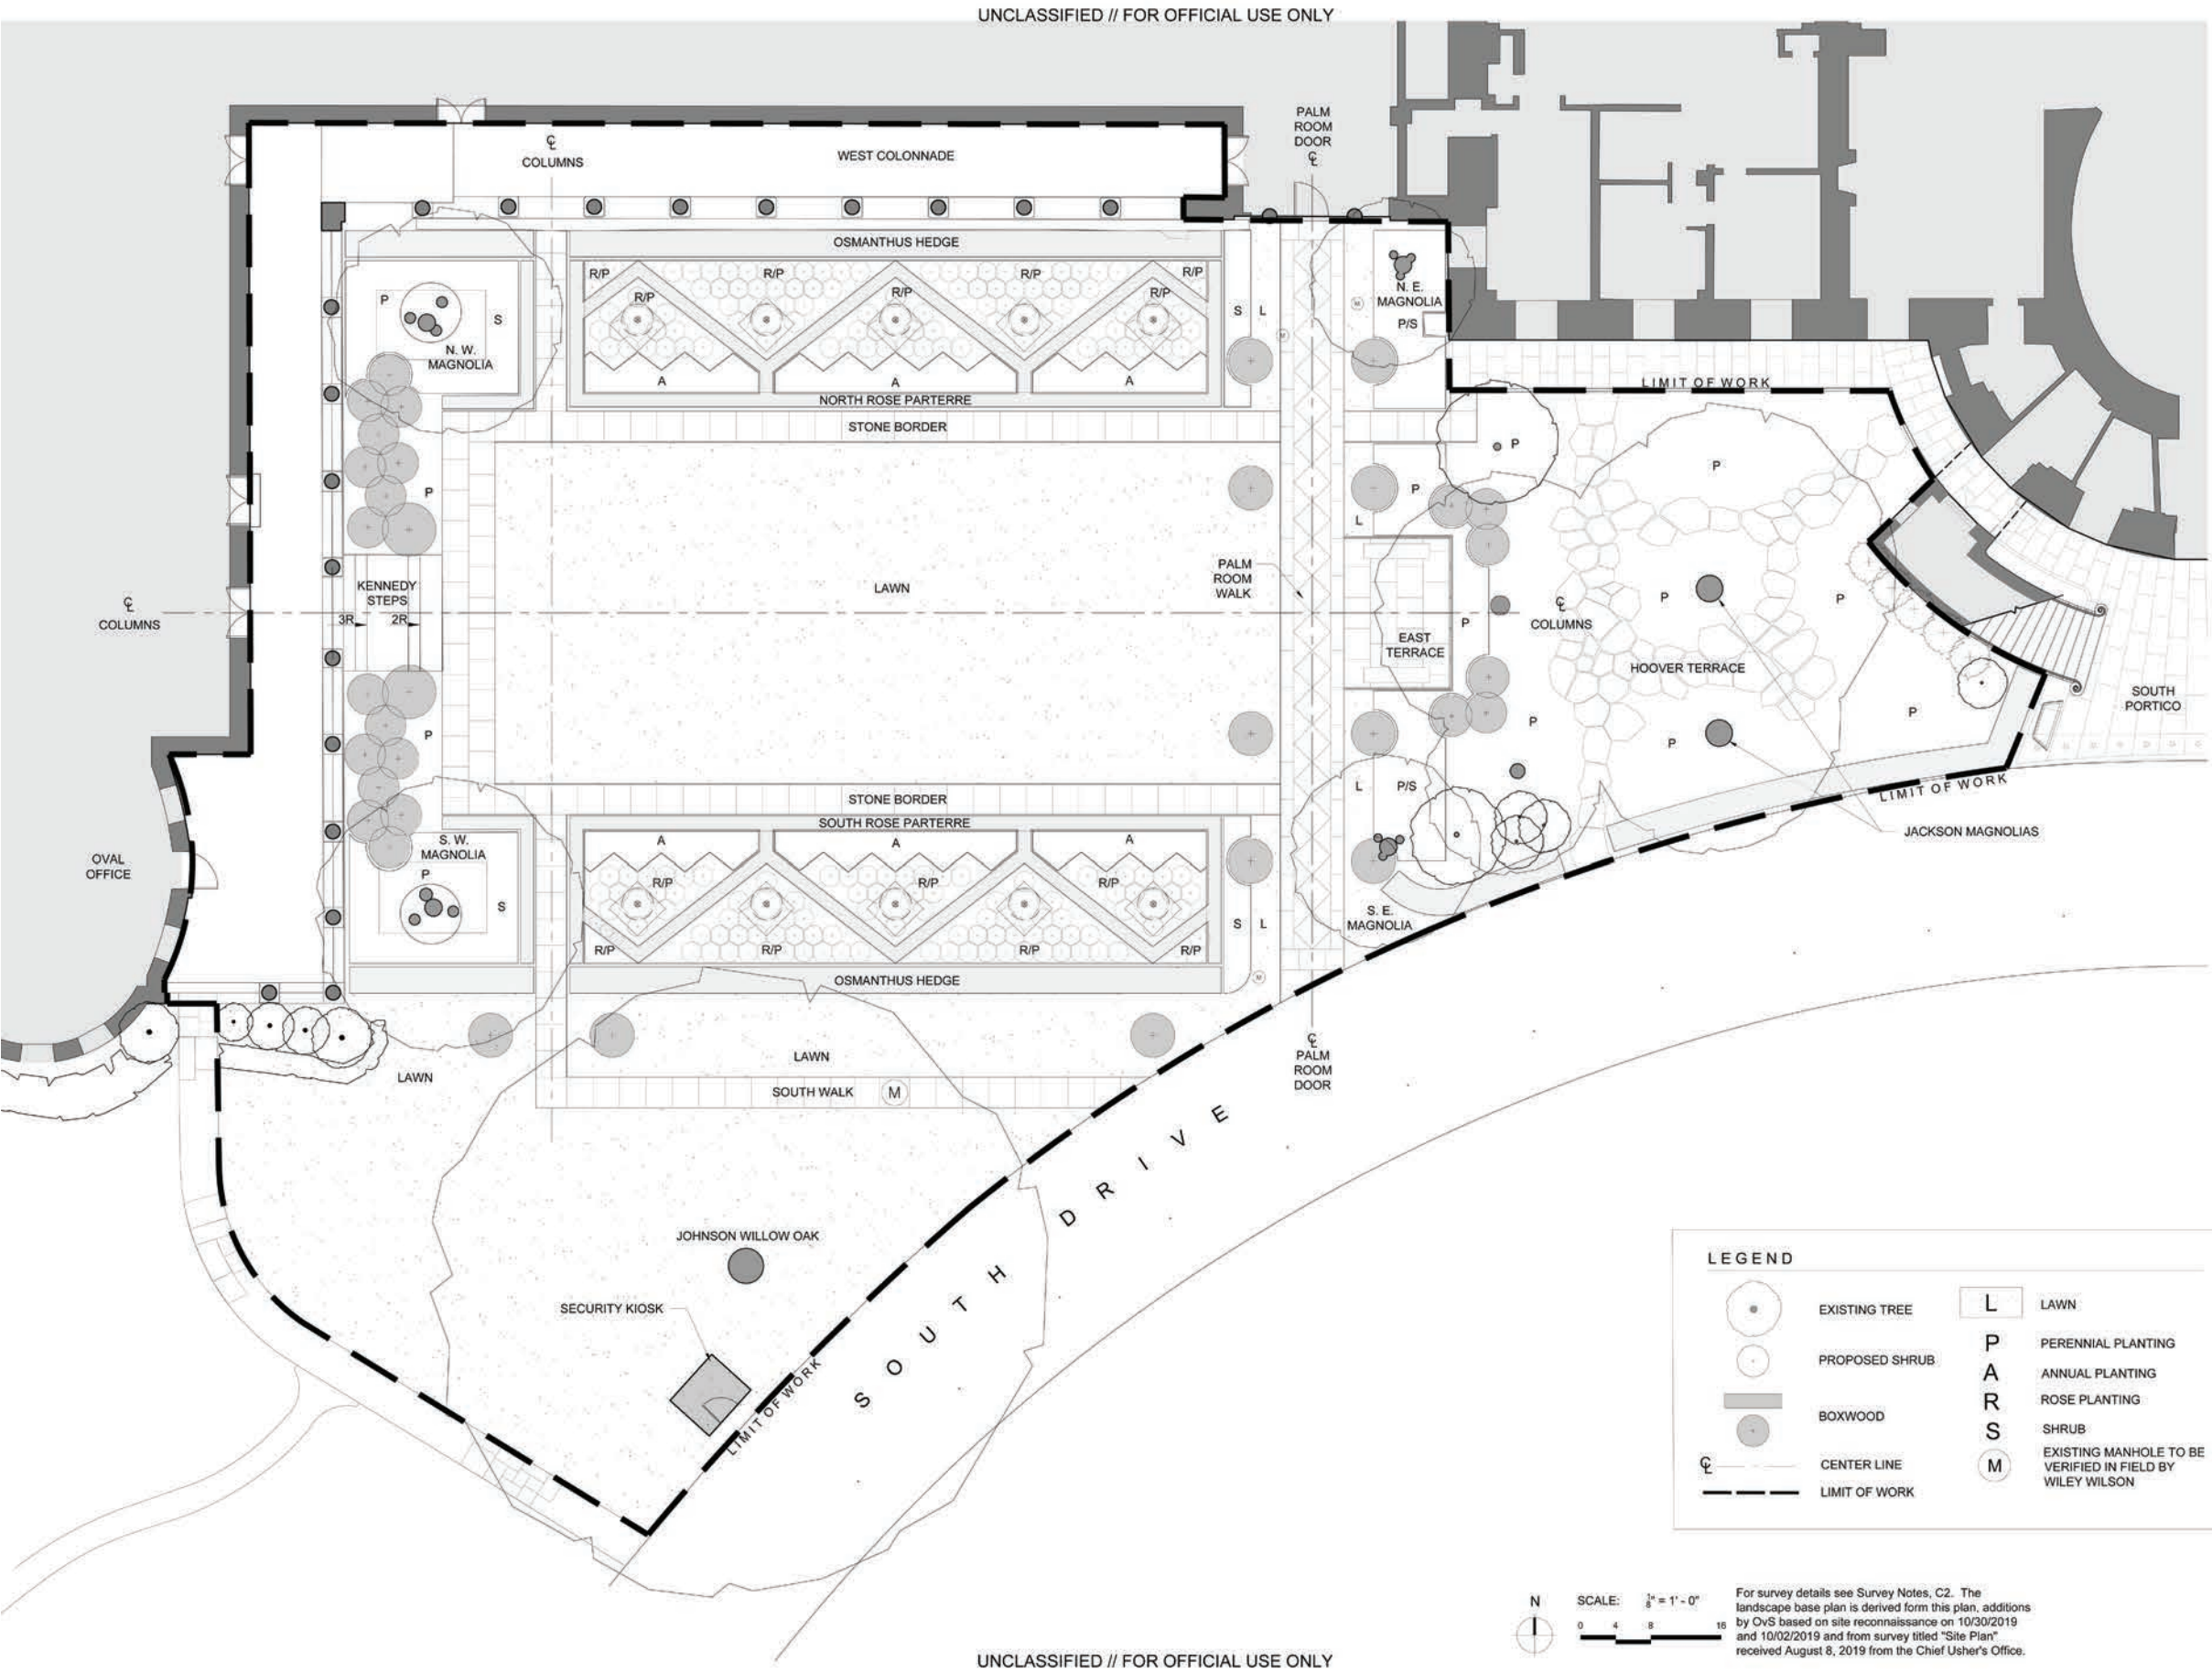 UNCLASSIFIED // FOR OFFICIAL USE ONLY
PALM
ROOM
DOOR
℄
℄
COLUMNS
WEST COLONNADE
OSMANTHUS HEDGE
R/P
R/P
R/P
R/P
R/P
R/P
R/P
P
S
N. W.
MAGNOLIA
S
L
M
M
N. E.
MAGNOLIA
P/S
A
A
A
NORTH ROSE PARTERRE
LIMIT OF WORK
STONE BORDER
P
P
P
P
L
KENNEDY
STEPS
3R
2R
LAWN
PALM
ROOM
WALK
℄
COLUMNS
℄
COLUMNS
EAST
TERRACE
P
P
P
HOOVER TERRACE
SOUTH
PORTICO
P
P
P
P
STONE BORDER
L
P/S
LIMIT OF WORK
JACKSON MAGNOLIAS
SOUTH ROSE PARTERRE
A
A
A
S. W.
MAGNOLIA
P
S
OVAL
OFFICE
R/P
R/P
R/P
R/P
R/P
R/P
R/P
S
L
S. E.
MAGNOLIA
OSMANTHUS HEDGE
M
LAWN
LAWN
SOUTH WALK
M
℄
PALM
ROOM
DOOR
SOUTH DRIVE
JOHNSON WILLOW OAK
SECURITY KIOSK
LIMIT OF WORK
LEGEND
EXISTING TREE
PROPOSED SHRUB
BOXWOOD
℄ CENTER LINE
LIMIT OF WORK
L LAWN
P PERENNIAL PLANTING
A ANNUAL PLANTING
R ROSE PLANTING
S SHRUB
M EXISTING MANHOLE TO BE
VERIFIED IN FIELD BY
WILEY WILSON
N
SCALE: 1/8" = 1' - 0"
0 4 8 16
For survey details see Survey Notes, C2. The
landscape base plan is derived form this plan, additions
by OvS based on site reconnaissance on 10/30/2019
and 10/02/2019 and from survey titled "Site Plan"
received August 8, 2019 from the Chief Usher's Office.
UNCLASSIFIED // FOR OFFICIAL USE ONLY